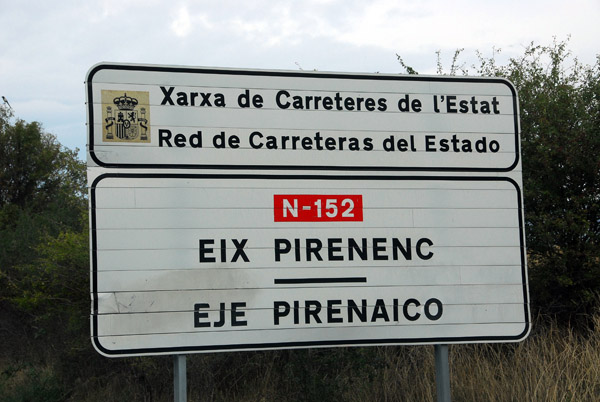 Xarxa de Carreteres de l'Estat
Red de Carreteras del Estado
N-152
EIX PIRENENC
EJE PIRENAICO